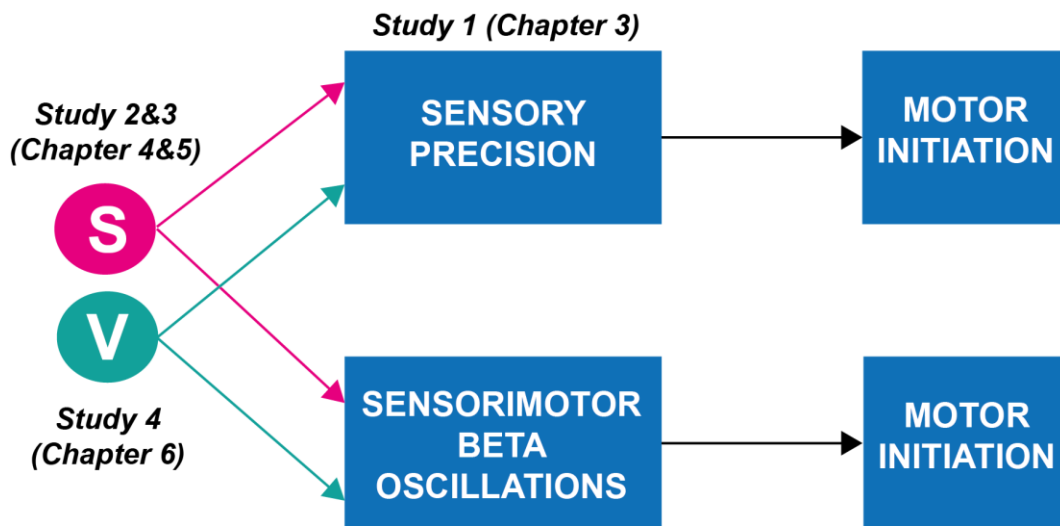 Study 1 (Chapter 3)
SENSORY
PRECISION
MOTOR
INITIATION
Study 2&3
(Chapter 4&5)
S
V
Study 4
(Chapter 6)
SENSORIMOTOR
BETA
OSCILLATIONS
MOTOR
INITIATION